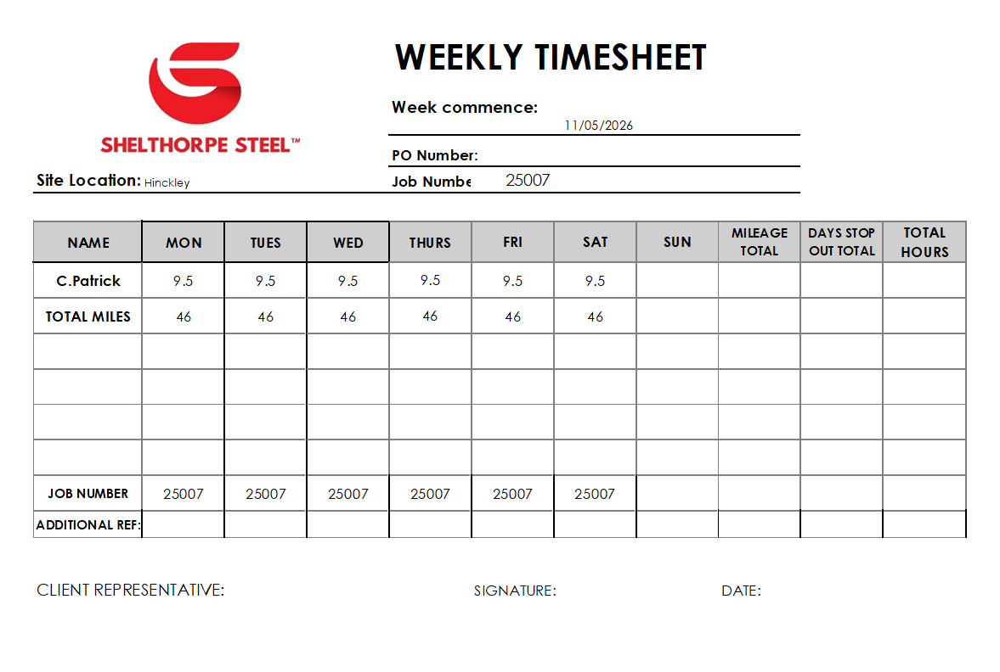 WEEKLY TIMESHEET
Week commence:
11/05/2026
SHELTHORPE STEEL™
PO Number:
Site Location: Hinckley
Job Numbe 25007
NAME MON TUES WED THURS FRI SAT SUN MILEAGE TOTAL DAYS STOP OUT TOTAL TOTAL HOURS
C.Patrick 9.5 9.5 9.5 9.5 9.5 9.5
TOTAL MILES 46 46 46 46 46 46
JOB NUMBER 25007 25007 25007 25007 25007 25007
ADDITIONAL REF:
CLIENT REPRESENTATIVE: SIGNATURE: DATE: